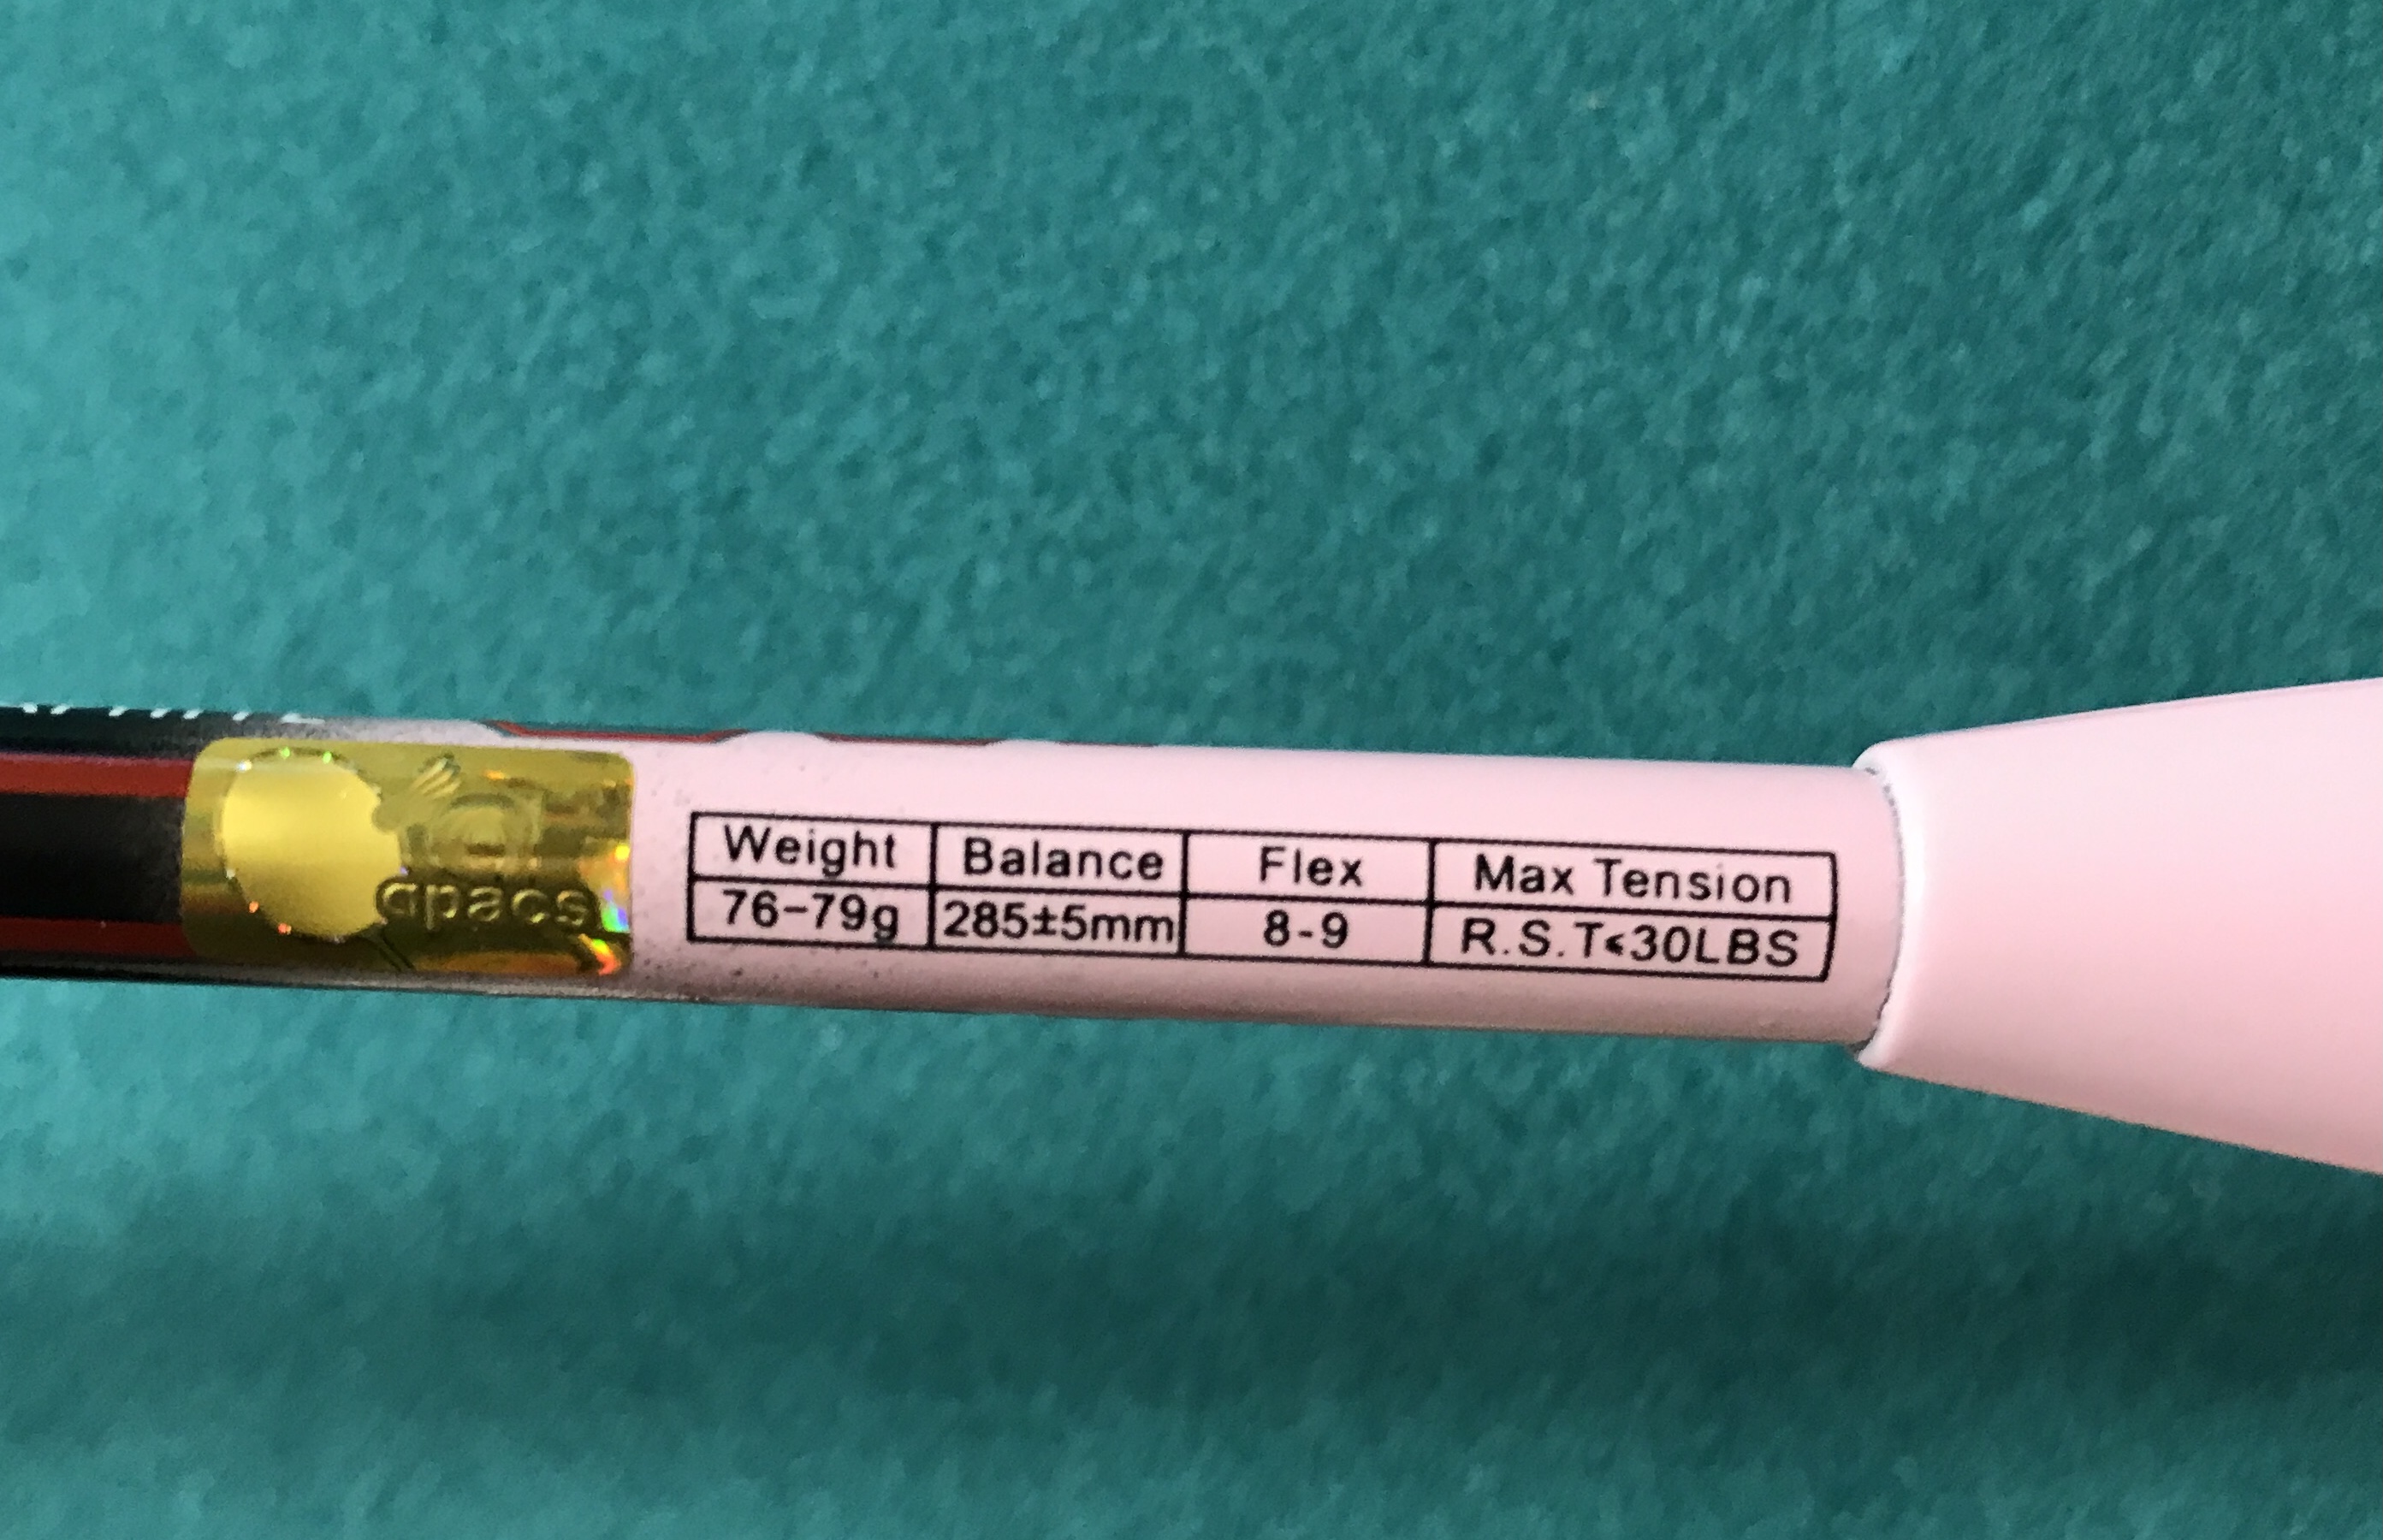 apacs
Weight Balance Flex Max Tension
76-79g 285±5mm 8-9 R.S.T≤30LBS